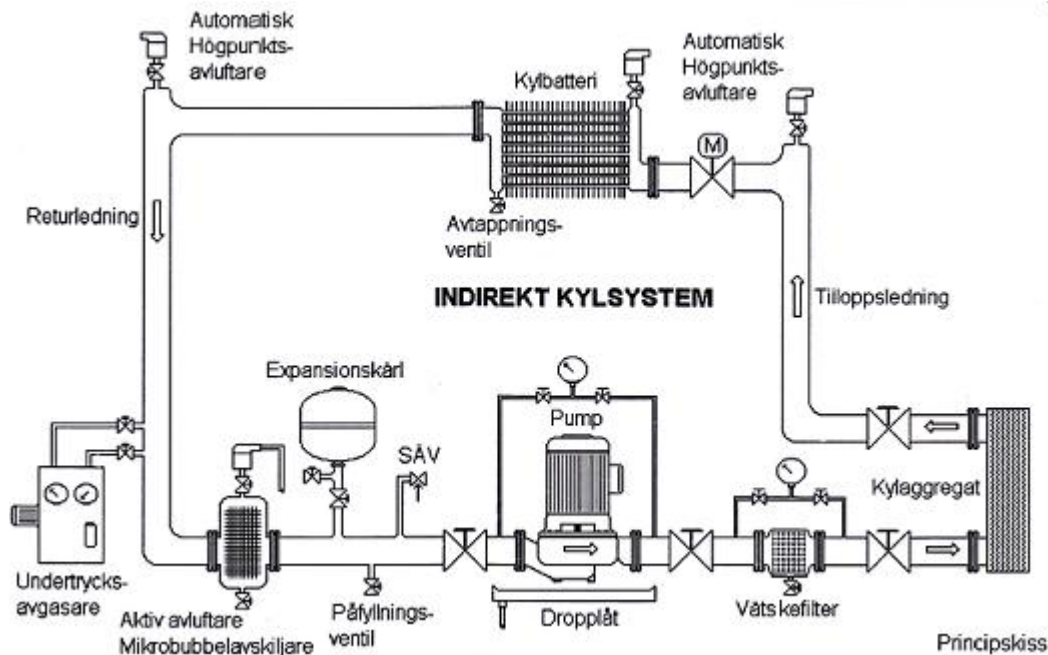 Automatisk
Högpunkts-
avluftare
Automatisk
Högpunkts-
avluftare
Kylbatteri
M
Returledning
Avtappnings-
ventil
INDIREKT KYLSYSTEM
Tilloppsledning
Expansionskärl
Pump
SÄV
Kylaggregat
Undertrycks-
avgasare
Aktiv avluftare
Mikrobubbelavskiljare
Påfyllnings-
ventil
Dropplåt
Vätskefilter
Principskiss